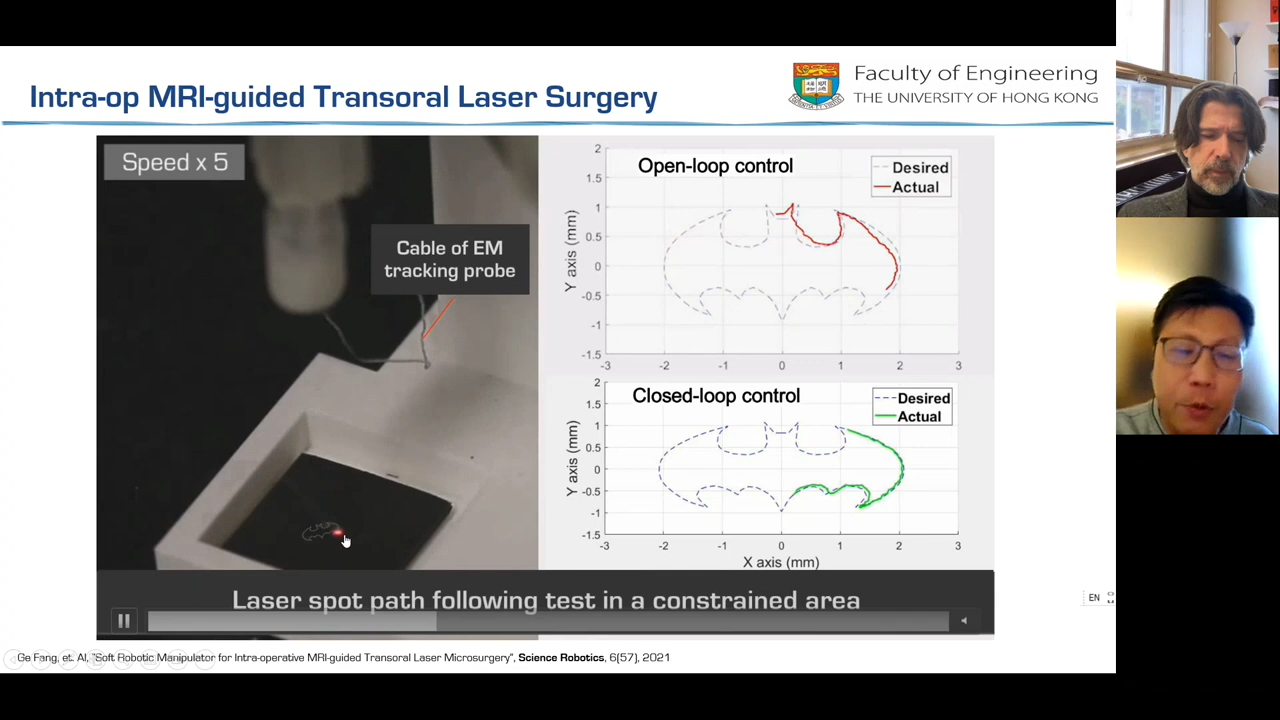 Intra-op MRI-guided Transoral Laser Surgery
Faculty of Engineering
THE UNIVERSITY OF HONG KONG
Speed x 5
Cable of EM
tracking probe
Open-loop control
Desired
Actual
Y axis (mm)
2
1.5
1
0.5
0
-0.5
-1
-1.5
-3
-2
-1
0
1
2
3
Closed-loop control
Desired
Actual
Y axis (mm)
2
1.5
1
0.5
0
-0.5
-1
-1.5
-3
-2
-1
0
1
2
3
X axis (mm)
Laser spot path following test in a constrained area
EN
Ge Fang, et. Al, "Soft Robotic Manipulator for Intra-operative MRI-guided Transoral Laser Microsurgery", Science Robotics, 6(57), 2021